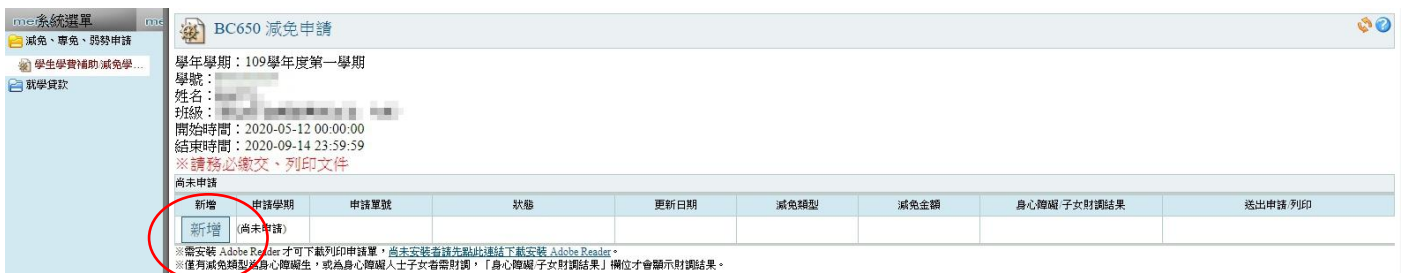 系統選單
減免、專免、弱勢申請
學生學費補助/減免學...
就學貸款
BC650 減免申請
學年學期：109學年度第一學期
學號：
姓名：
班級：
開始時間：2020-05-12 00:00:00
結束時間：2020-09-14 23:59:59
※請務必繳交、列印文件
尚未申請
新增 申請學期 申請單號 狀態 更新日期 減免類型 減免金額 身心障礙/子女財調結果 送出申請/列印
新增 (尚未申請)
※需安裝 Adobe Reader 才可下載列印申請單，尚未安裝者請先點此連結下載安裝 Adobe Reader。
※僅有減免類型為身心障礙生，或為身心障礙人士子女者需財調，「身心障礙/子女財調結果」欄位才會顯示財調結果。